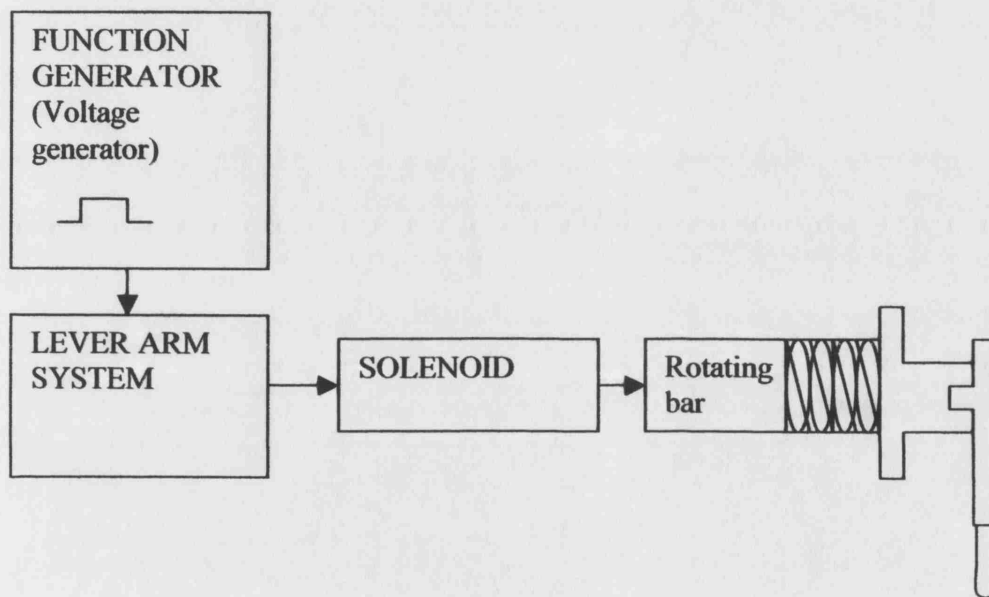 FUNCTION
GENERATOR
(Voltage
generator)
LEVER ARM
SYSTEM
SOLENOID
Rotating
bar